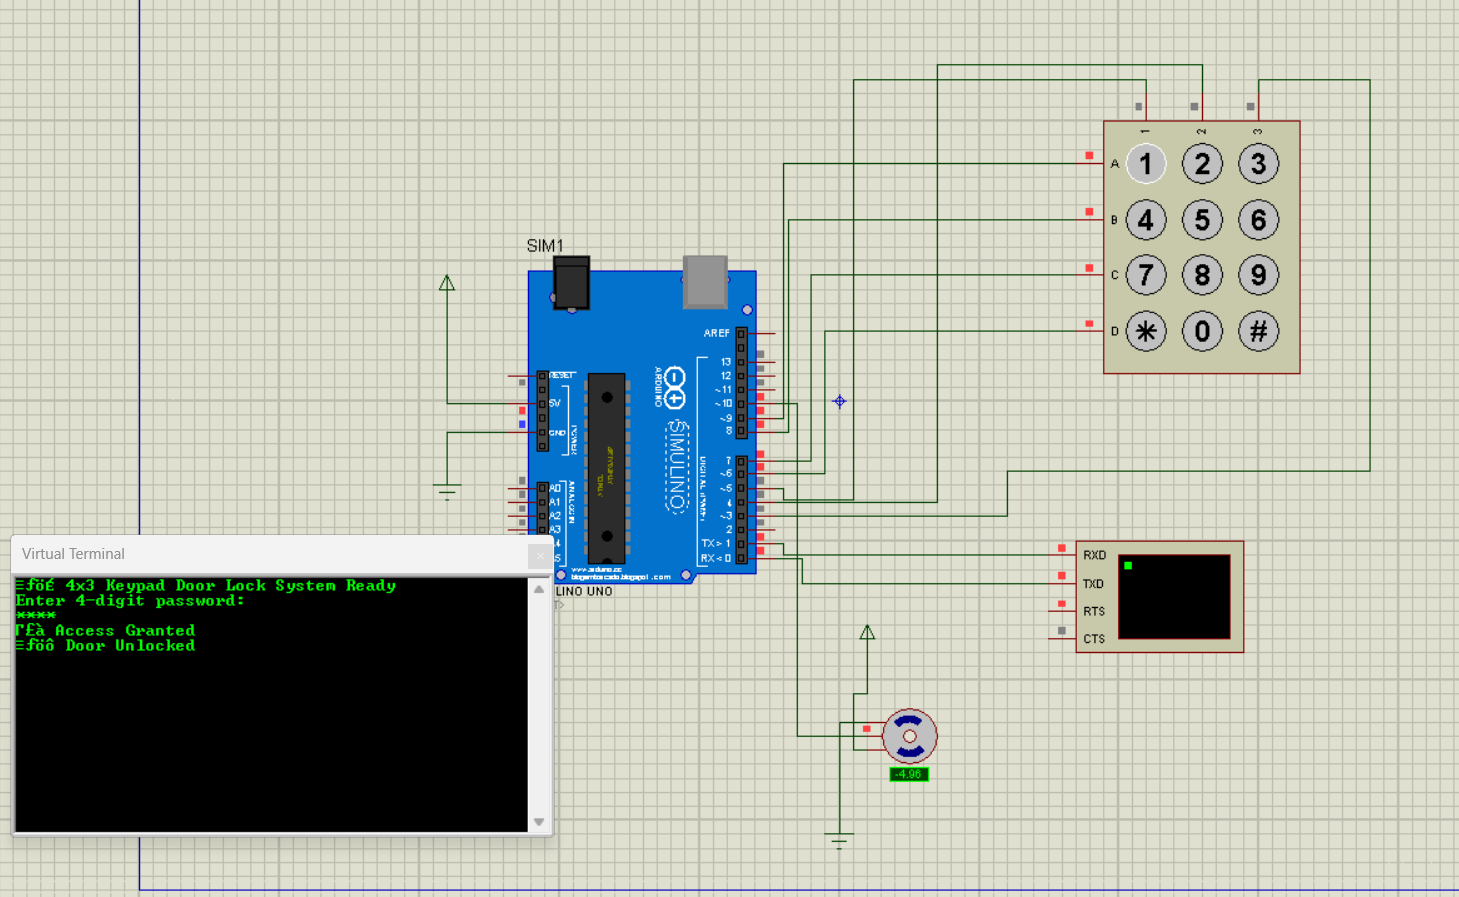 SIM1
AREF
13
12
~11
~10
~9
8
7
~6
~5
4
~3
2
TX > 1
RX < 0
RESET
5V
GND
POWER
A0
A1
A2
A3
ANALOG IN
ARDUINO
SIMULINO
www.arduino.cc
blogembarcado.blogspot.com
LINO UNO
T>
1 2 3
A 1 2 3
B 4 5 6
C 7 8 9
D * 0 #
RXD
TXD
RTS
CTS
-4.96
Virtual Terminal
≡ƒöÉ 4x3 Keypad Door Lock System Ready
Enter 4-digit password:
****
Γ£à Access Granted
≡ƒöô Door Unlocked